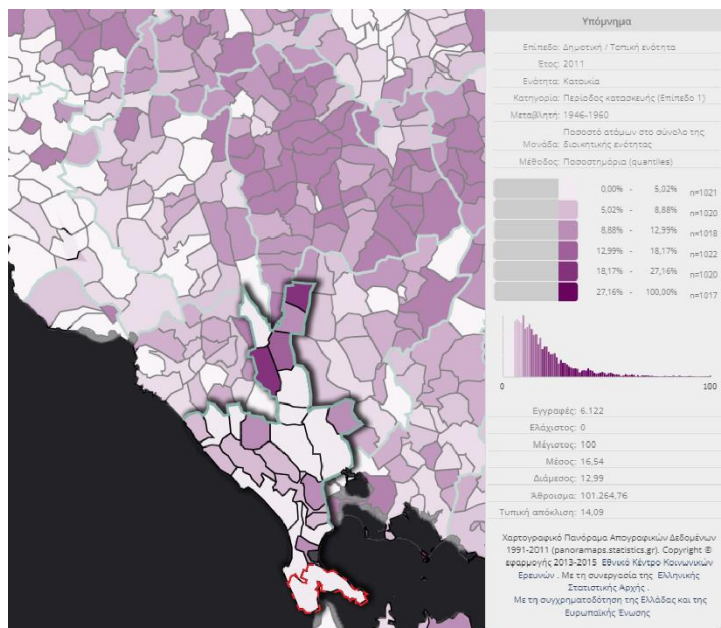 Υπόμνημα
Επίπεδο: Δημοτική / Τοπική ενότητα
Έτος: 2011
Ενότητα: Κατοικία
Κατηγορία: Περίοδος κατασκευής (Επίπεδο 1)
Μεταβλητή: 1946-1960
Ποσοστό ατόμων στο σύνολο της
Μονάδα: διοικητικής ενότητας
Μέθοδος: Ποσοστημόρια (quantiles)
0,00% - 5,02% n=1021
5,02% - 8,88% n=1020
8,88% - 12,99% n=1018
12,99% - 18,17% n=1022
18,17% - 27,16% n=1020
27,16% - 100,00% n=1017
0 100
Εγγραφές: 6.122
Ελάχιστος: 0
Μέγιστος: 100
Μέσος: 16,54
Διάμεσος: 12,99
Άθροισμα: 101.264,76
Τυπική απόκλιση: 14,09
Χαρτογραφικό Πανόραμα Απογραφικών Δεδομένων
1991-2011 (panoramaps.statistics.gr). Copyright ©
εφαρμογής 2013-2015 Εθνικό Κέντρο Κοινωνικών
Ερευνών . Με τη συνεργασία της Ελληνικής
Στατιστικής Αρχής .
Με τη συγχρηματοδότηση της Ελλάδας και της
Ευρωπαϊκής Ένωσης